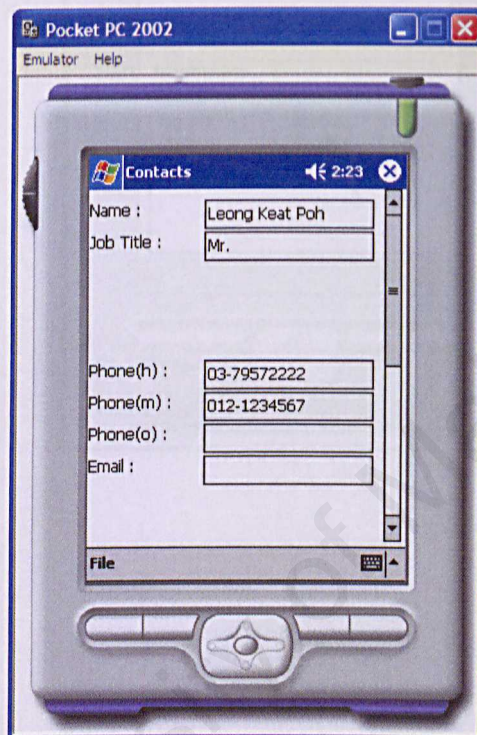 Pocket PC 2002
Emulator Help
Contacts 2:23
Name : Leong Keat Poh
Job Title : Mr.
Phone(h) : 03-79572222
Phone(m) : 012-1234567
Phone(o) :
Email :
File